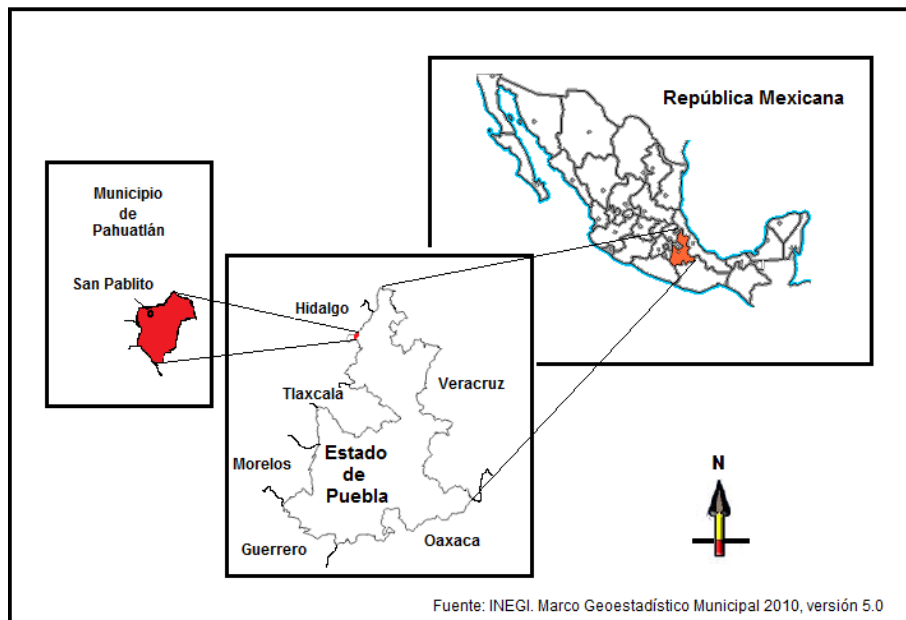 República Mexicana
Municipio
de
Pahuatlán
San Pablito
Hidalgo
Tlaxcala
Veracruz
Estado
de
Puebla
Morelos
Guerrero
Oaxaca
N
Fuente: INEGI. Marco Geoestadístico Municipal 2010, versión 5.0